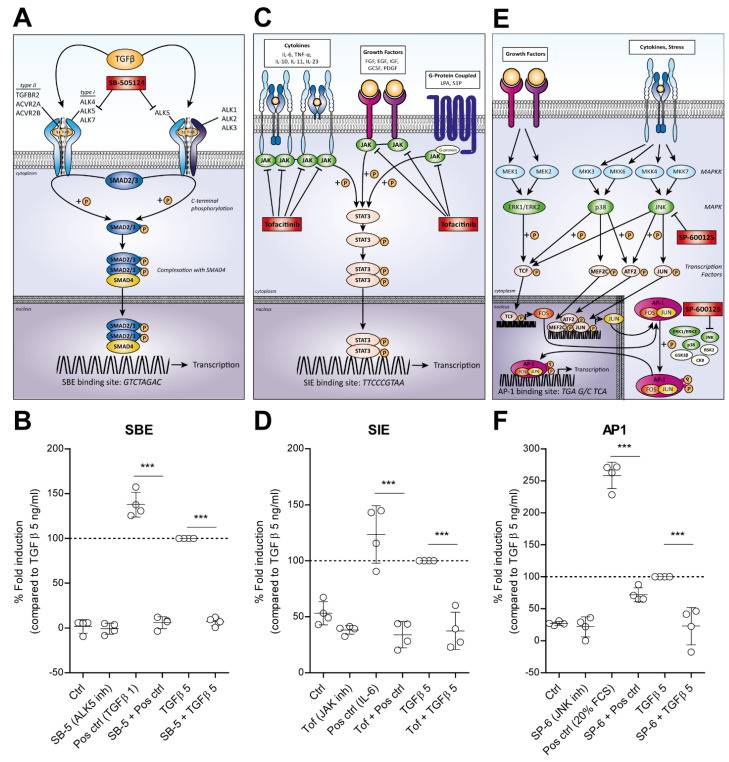 A
TGFβ
SB-505124
type II
TGFBR2
ACVR2A
ACVR2B
type I
ALK4
ALK5
ALK7
ALK5
ALK1
ALK2
ALK3
cytoplasm
SMAD2/3
+ P
+ P
C-terminal
phosphorylation
SMAD2/3 P
SMAD2/3 P
SMAD2/3 P
SMAD4
Complexation with SMAD4
nucleus
SMAD2/3 P
SMAD2/3 P
SMAD4
Transcription
SBE binding site: GTCTAGAC
C
Cytokines
IL-6, TNF-α,
IL-10, IL-11, IL-23
Growth Factors
FGF, EGF, IGF,
GCSF, PDGF
G-Protein Coupled
LPA, S1P
JAK
JAK
JAK
JAK
JAK
JAK
JAK
G-protein
+ P
+ P
+ P
Tofacitinib
Tofacitinib
STAT3
STAT3 P
STAT3 P
STAT3 P
cytoplasm
nucleus
STAT3 P
STAT3 P
Transcription
SIE binding site: TTCCCGTAA
E
Growth Factors
Cytokines, Stress
MEK1
MEK2
MKK3
MKK6
MKK4
MKK7
MAPKK
ERK1/ERK2
p38
JNK
MAPK
SP-600125
+ P
+ P
+ P
TCF P
MEF2C P
ATF2 P
JUN P
Transcription
Factors
cytoplasm
nucleus
TCF P
FOS
ATF2 P
MEF2C P
JUN P
JUN
AP-1
FOS JUN
SP-600125
ERK1/ERK2
p38
GSK3β
JNK
RSK2
CK8
+ P
AP-1
FOS JUN
P
P
AP-1
FOS JUN
P
P
Transcription
AP-1 binding site: TGA G/C TCA
B
SBE
% Fold induction
(compared to TGF β 5 ng/ml)
200
150
100
50
0
-50
***
***
Ctrl
SB-5 (ALK5 inh)
Pos ctrl (TGFβ 1)
SB-5 + Pos ctrl
TGFβ 5
SB-5 + TGFβ 5
D
SIE
% Fold induction
(compared to TGF β 5 ng/ml)
200
150
100
50
0
***
***
Ctrl
Tof (JAK inh)
Pos ctrl (IL-6)
Tof + Pos ctrl
TGFβ 5
Tof + TGFβ 5
F
AP1
% Fold induction
(compared to TGF β 5 ng/ml)
300
250
200
150
100
50
0
-50
***
***
Ctrl
SP-6 (JNK inh)
Pos ctrl (20% FCS)
SP-6 + Pos ctrl
TGFβ 5
SP-6 + TGFβ 5